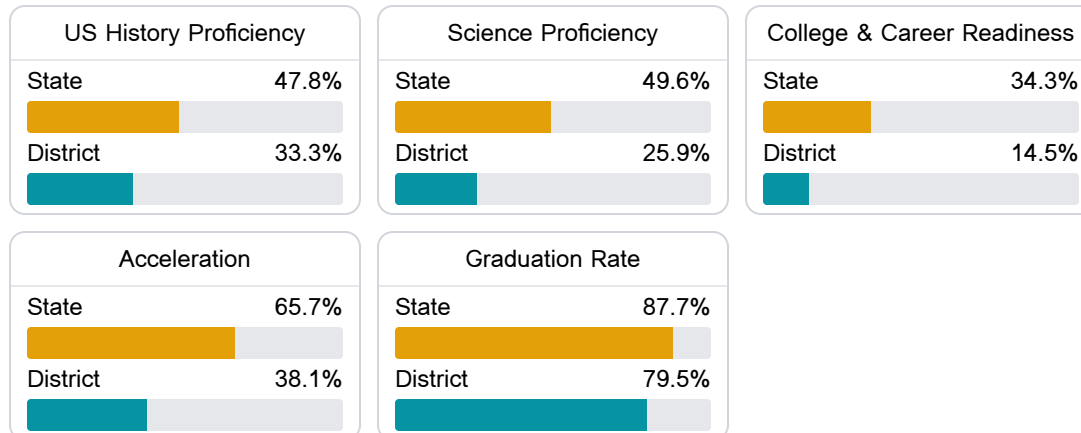 US History Proficiency
State 47.8%
District 33.3%
Science Proficiency
State 49.6%
District 25.9%
College & Career Readiness
State 34.3%
District 14.5%
Acceleration
State 65.7%
District 38.1%
Graduation Rate
State 87.7%
District 79.5%